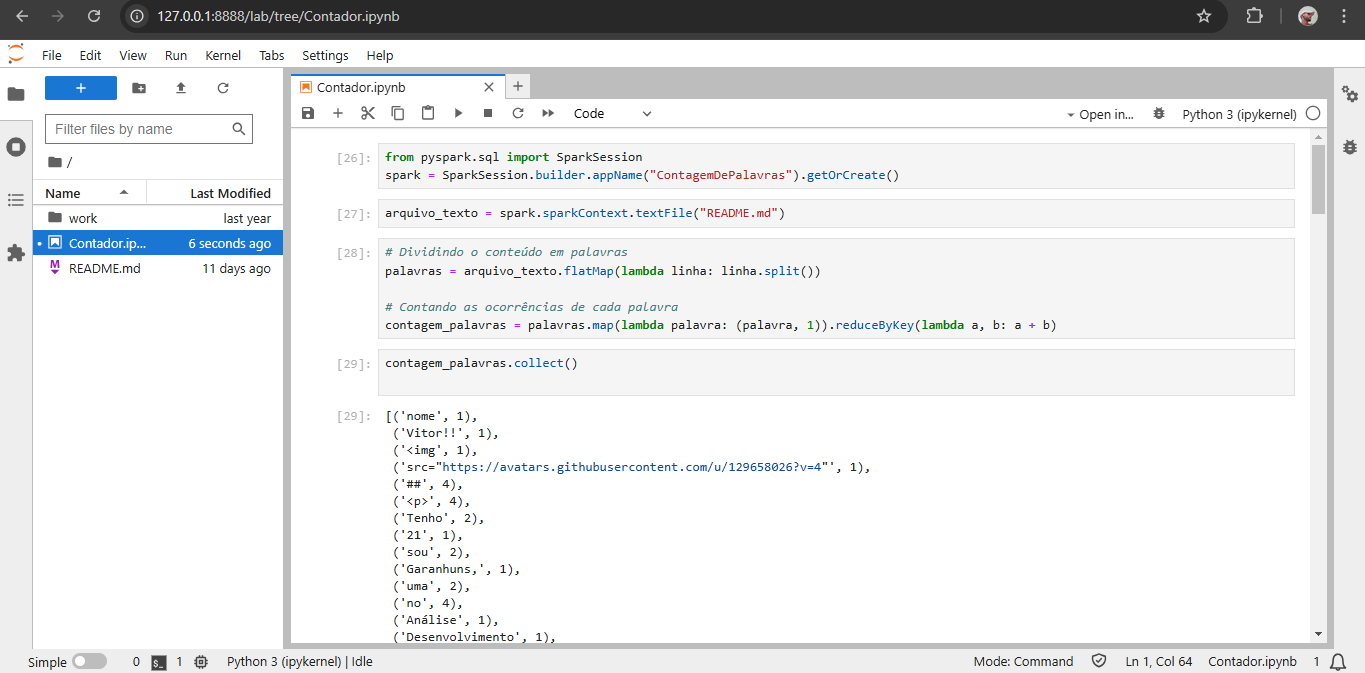 127.0.0.1:8888/lab/tree/Contador.ipynb
File Edit View Run Kernel Tabs Settings Help
Filter files by name
/
Name Last Modified
work last year
Contador.ip... 6 seconds ago
README.md 11 days ago
Contador.ipynb
Code
Open in...
Python 3 (ipykernel)
[26]: from pyspark.sql import SparkSession
spark = SparkSession.builder.appName("ContagemDePalavras").getOrCreate()
[27]: arquivo_texto = spark.sparkContext.textFile("README.md")
[28]: # Dividindo o conteúdo em palavras
palavras = arquivo_texto.flatMap(lambda linha: linha.split())
# Contando as ocorrências de cada palavra
contagem_palavras = palavras.map(lambda palavra: (palavra, 1)).reduceByKey(lambda a, b: a + b)
[29]: contagem_palavras.collect()
[29]: [('nome', 1),
('Vitor!!', 1),
('<img', 1),
('src="https://avatars.githubusercontent.com/u/129658026?v=4"', 1),
('##', 4),
('<p>', 4),
('Tenho', 2),
('21', 1),
('sou', 2),
('Garanhuns,', 1),
('uma', 2),
('no', 4),
('Análise', 1),
('Desenvolvimento', 1),
Simple 0 $_ 1 Python 3 (ipykernel) | Idle
Mode: Command Ln 1, Col 64 Contador.ipynb 1